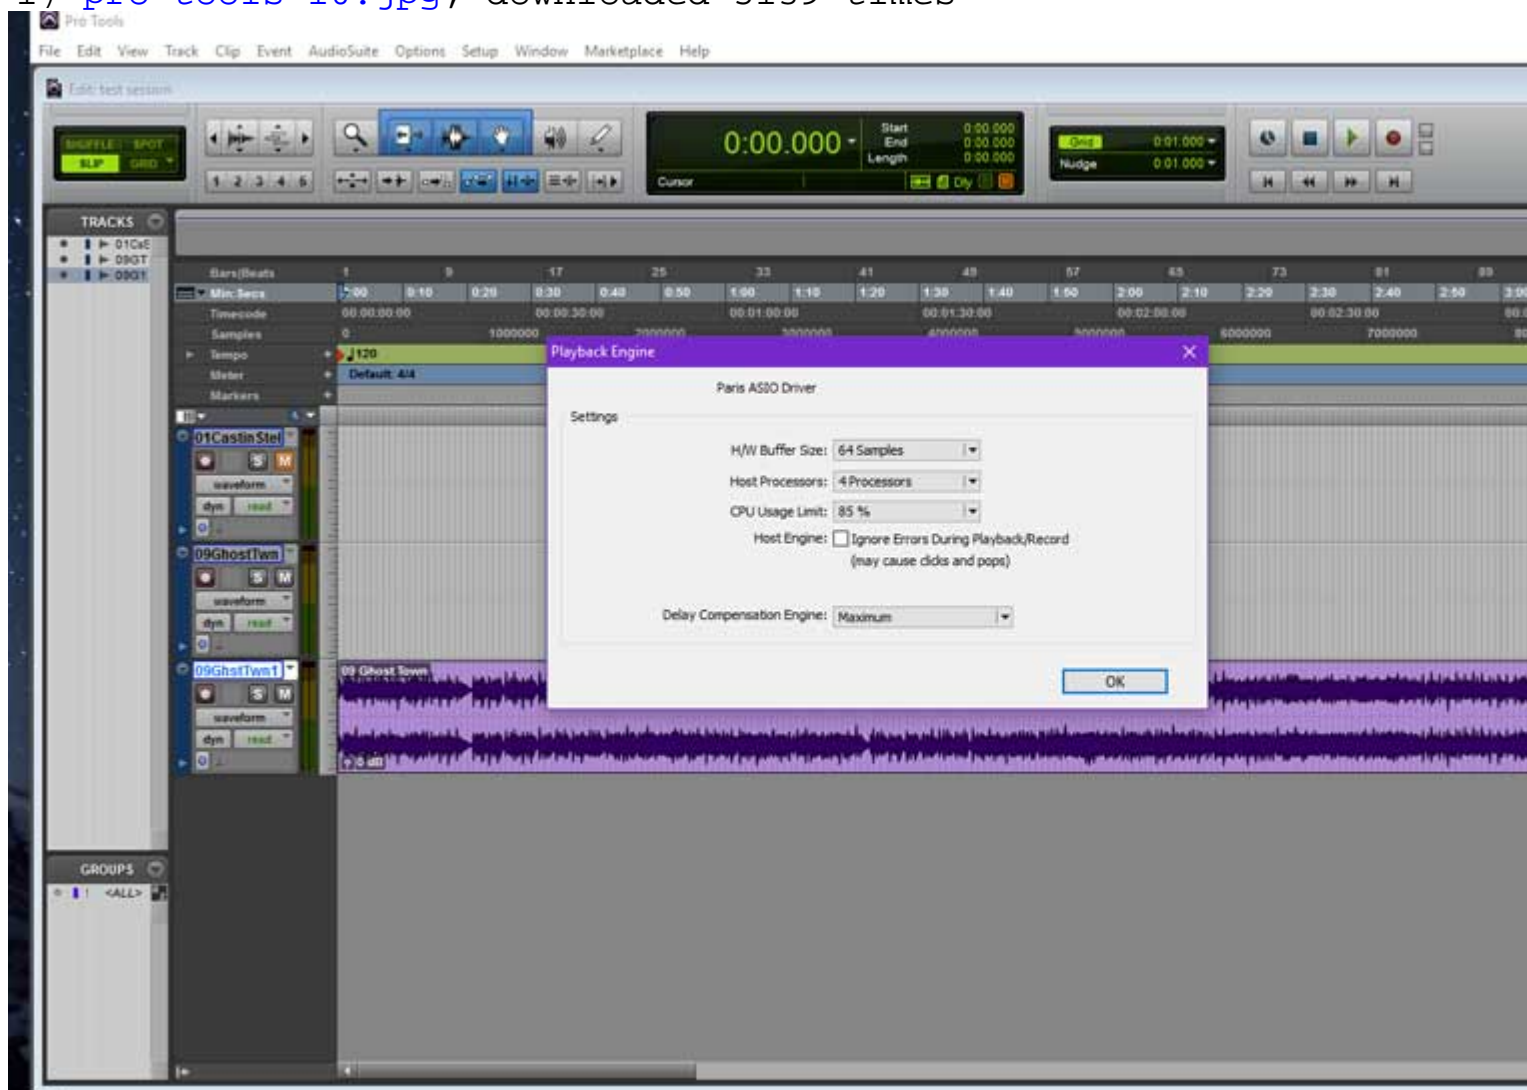 Pro Tools
File Edit View Track Clip Event AudioSuite Options Setup Window Marketplace Help
Edit: test session
SHUFFLE SPOT
SLIP GRID
1 2 3 4 5
0:00.000
Start 0:00.000
End 0:00.000
Length 0:00.000
Cursor
Dly
Grid 0:01.000
Nudge 0:01.000
TRACKS
01CaS
09GT
09G1
Bars|Beats 1 9 17 25 33 41 49 57 65 73 81 89
Min:Secs 0:00 0:10 0:20 0:30 0:40 0:50 1:00 1:10 1:20 1:30 1:40 1:50 2:00 2:10 2:20 2:30 2:40 2:50 3:00
Timecode 00:00:00:00 00:00:30:00 00:01:00:00 00:01:30:00 00:02:00:00 00:02:30:00
Samples 0 1000000 2000000 3000000 4000000 5000000 6000000 7000000
Tempo 120
Meter Default: 4/4
Markers
Playback Engine
Paris ASIO Driver
Settings
H/W Buffer Size: 64 Samples
Host Processors: 4 Processors
CPU Usage Limit: 85 %
Host Engine: Ignore Errors During Playback/Record
(may cause clicks and pops)
Delay Compensation Engine: Maximum
OK
01CastinStel
S M
waveform
dyn read
09GhostTwn
S M
waveform
dyn read
09GhstTwn1
S M
waveform
dyn read
09 Ghost Town
0 dB
GROUPS
! <ALL>